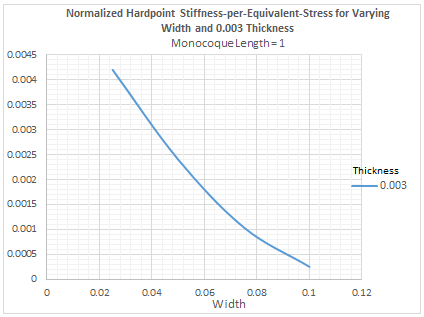 Normalized Hardpoint Stiffness-per-Equivalent-Stress for Varying
Width and 0.003 Thickness
Monocoque Length = 1
0.0045
0.004
0.0035
0.003
0.0025
0.002
0.0015
0.001
0.0005
0
Thickness
0.003
0 0.02 0.04 0.06 0.08 0.1 0.12
Width